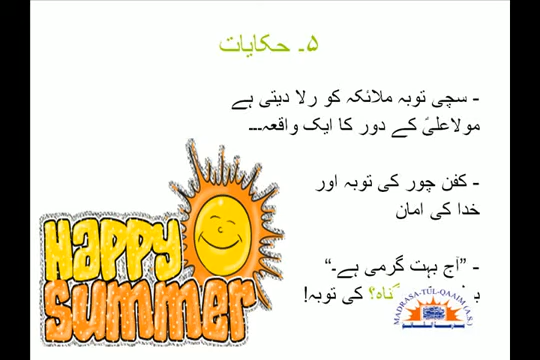 ۵۔ حکایات
- سچی توبہ ملائکہ کو رلا دیتی ہے
مولا علیؑ کے دور کا ایک واقعہ۔۔۔
- کفن چور کی توبہ اور
خدا کی امان
- ”آج بہت گرمی ہے۔“
کی توبہ!
HAPPY
SUMMER
MADRASA-TUL-QAAIM (A.S.)